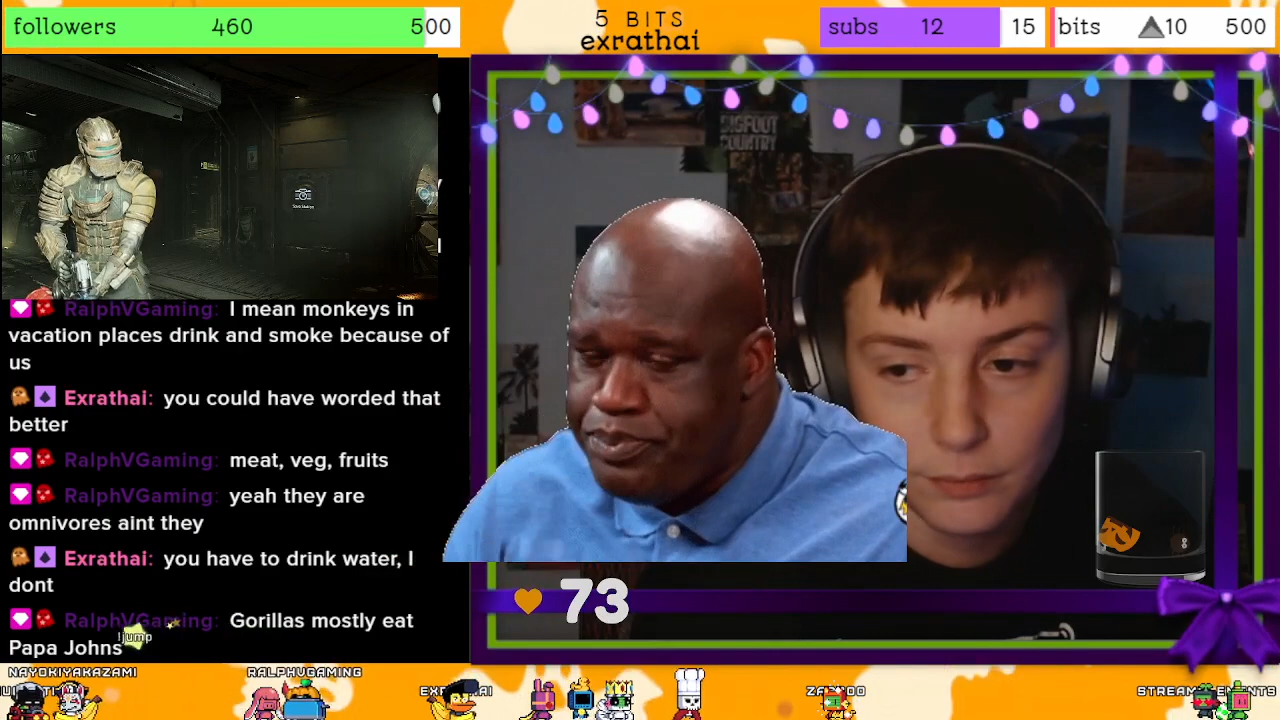 followers 460 500
5 BITS
exrathai
subs 12 15
bits 10 500
BIGFOOT
COUNTRY
RalphVGaming: I mean monkeys in
vacation places drink and smoke because of
us
Exrathai: you could have worded that
better
RalphVGaming: meat, veg, fruits
RalphVGaming: yeah they are
omnivores aint they
Exrathai: you have to drink water, I
dont
RalphVGaming: Gorillas mostly eat
Papa Johns
!jump
73
NAYOKIYAKAZAMI
RALPHVGAMING